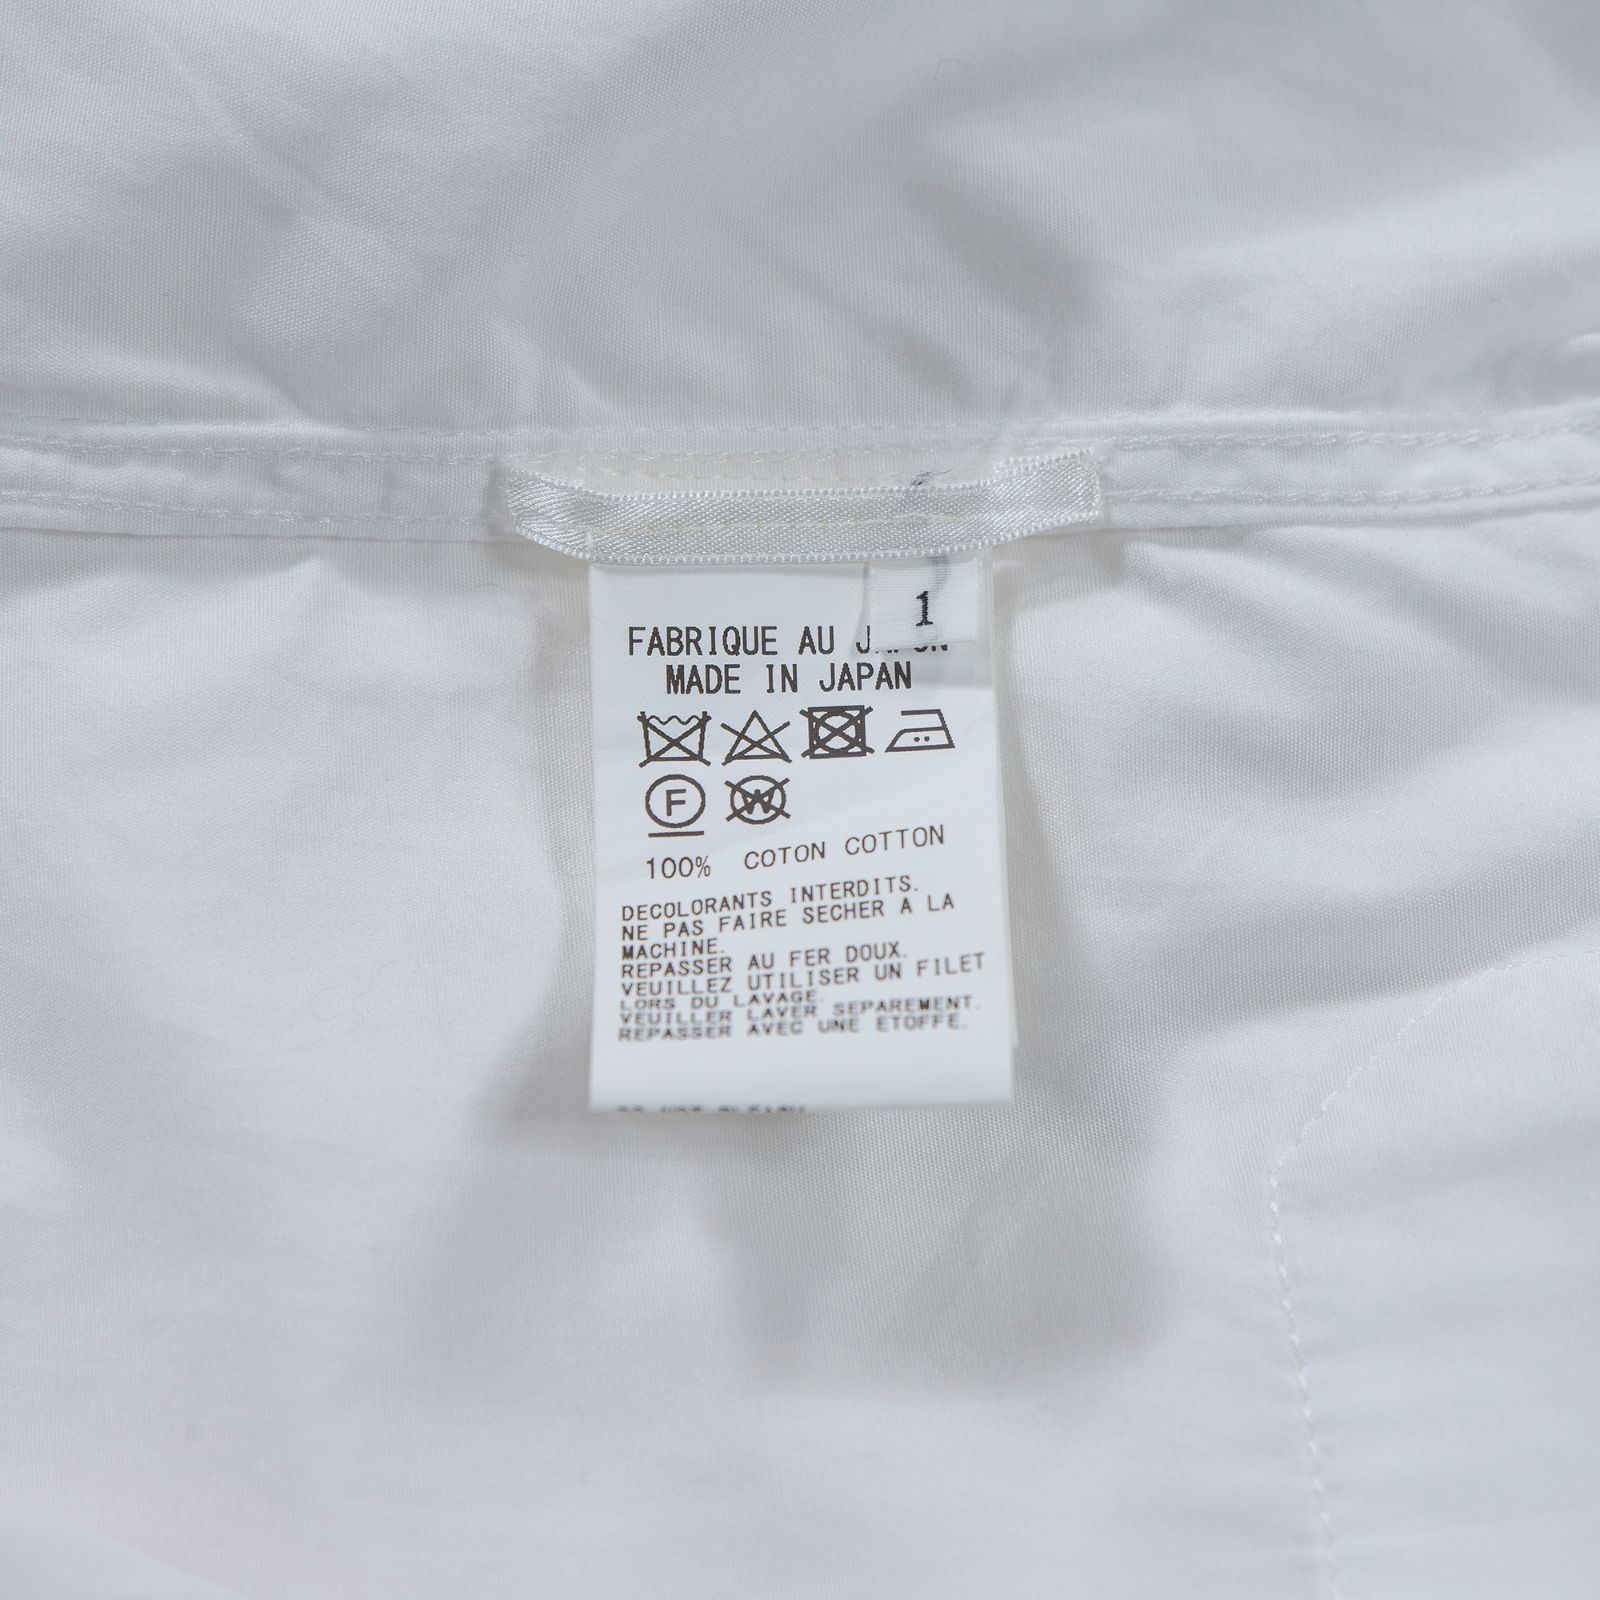 1
FABRIQUE AU
MADE IN JAPAN
F
W
100% COTON COTTON
DECOLORANTS INTERDITS.
NE PAS FAIRE SECHER A LA
MACHINE.
REPASSER AU FER DOUX.
VEUILLEZ UTILISER UN FILET
LORS DU LAVAGE.
VEUILLER LAVER SEPAREMENT.
REPASSER AVEC UNE ETOFFE.